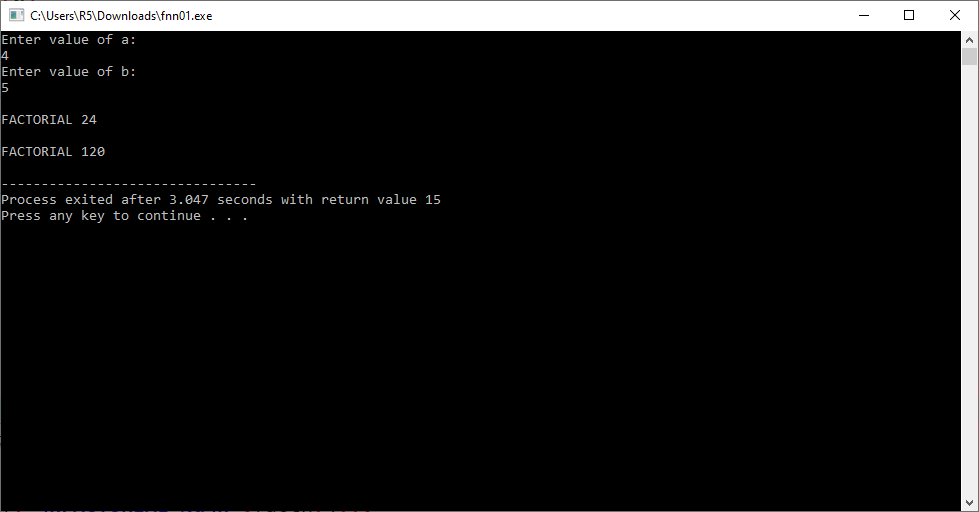 C:\Users\R5\Downloads\fnn01.exe
Enter value of a:
4
Enter value of b:
5
FACTORIAL 24
FACTORIAL 120
--------------------------------
Process exited after 3.047 seconds with return value 15
Press any key to continue . . .